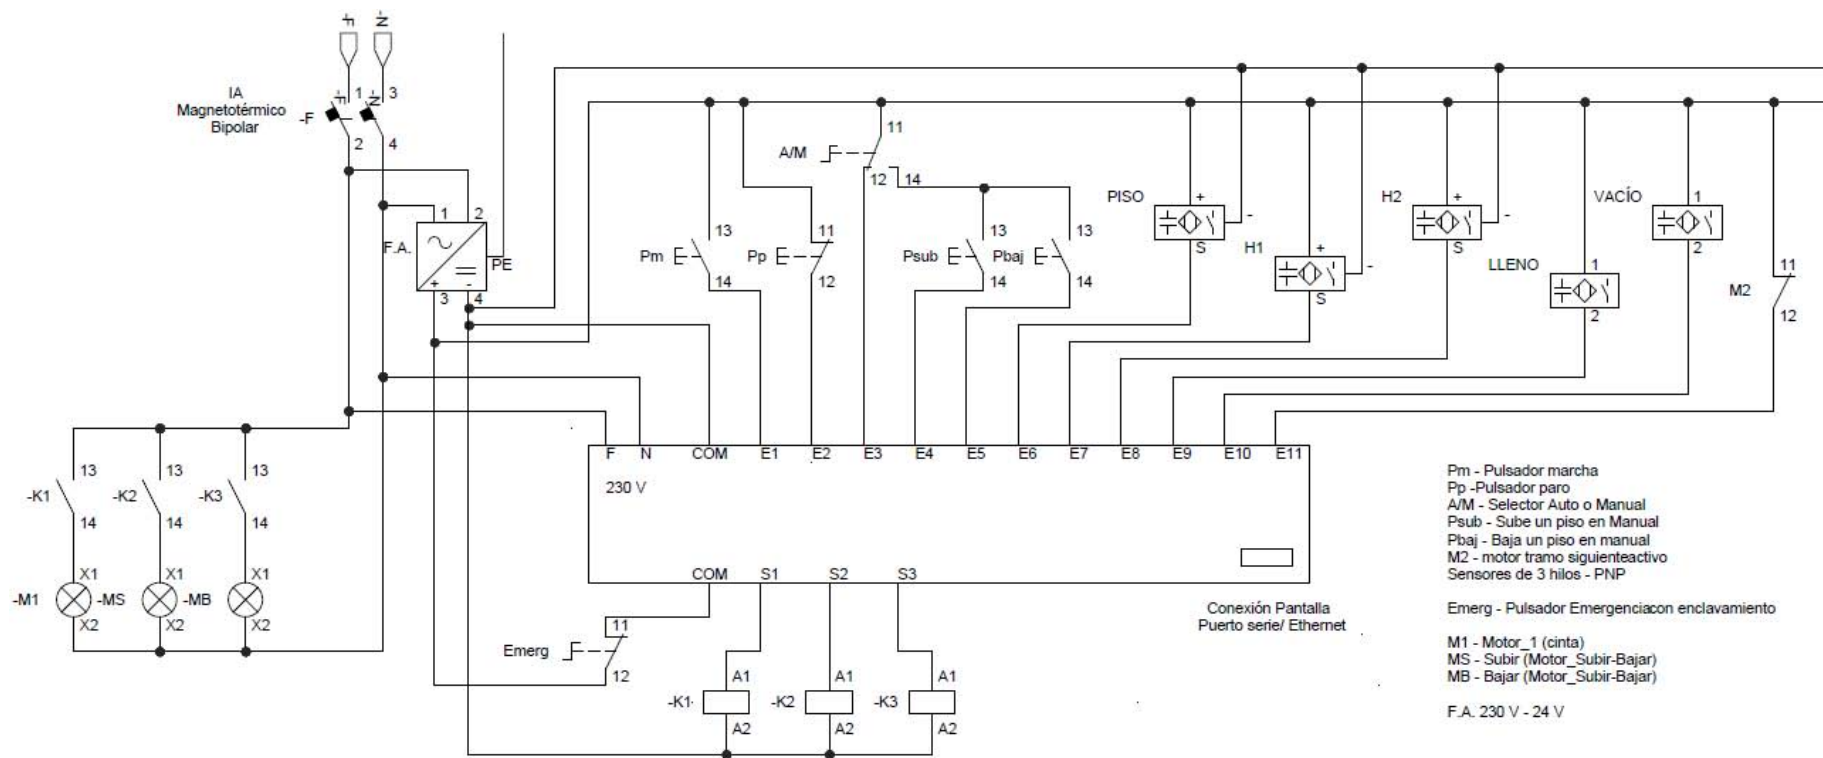 -F
-N
IA
Magnetotérmico
Bipolar
-F
-F
1
-N
3
2
4
1
2
F.A.
PE
+
-
3
4
A/M
11
12
14
Pm
13
14
Pp
11
12
Psub
13
14
Pbaj
13
14
PISO
+
-
S
H1
+
-
S
H2
+
-
S
LLENO
1
2
VACÍO
1
2
M2
11
12
F
N
COM
E1
E2
E3
E4
E5
E6
E7
E8
E9
E10
E11
230 V
COM
S1
S2
S3
-K1
13
14
-K2
13
14
-K3
13
14
-M1
X1
X2
-MS
X1
X2
-MB
X1
X2
Emerg
11
12
-K1
A1
A2
-K2
A1
A2
-K3
A1
A2
Conexión Pantalla
Puerto serie/ Ethernet
Pm - Pulsador marcha
Pp -Pulsador paro
A/M - Selector Auto o Manual
Psub - Sube un piso en Manual
Pbaj - Baja un piso en manual
M2 - motor tramo siguienteactivo
Sensores de 3 hilos - PNP
Emerg - Pulsador Emergenciacon enclavamiento
M1 - Motor_1 (cinta)
MS - Subir (Motor_Subir-Bajar)
MB - Bajar (Motor_Subir-Bajar)
F.A. 230 V - 24 V